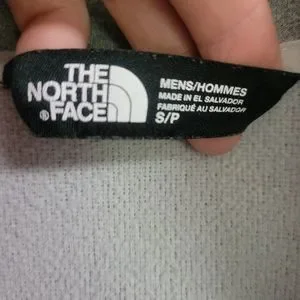 THE
NORTH
FACE
®
MENS/HOMMES
MADE IN EL SALVADOR
FABRIQUÉ AU SALVADOR
S/P